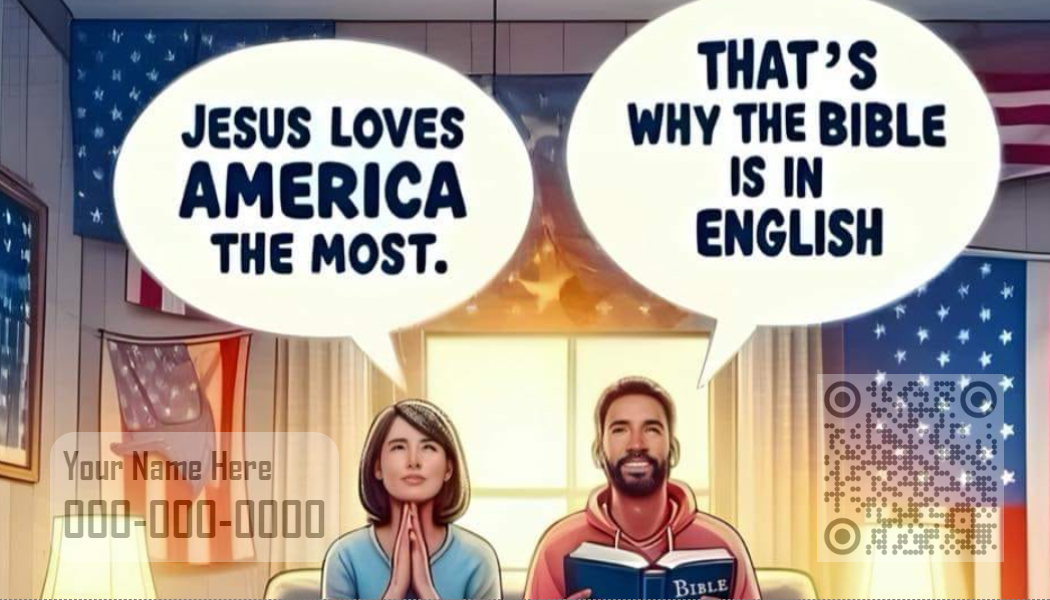 JESUS LOVES
AMERICA
THE MOST.
THAT'S
WHY THE BIBLE
IS IN
ENGLISH
Your Name Here
000-000-0000
BIBLE